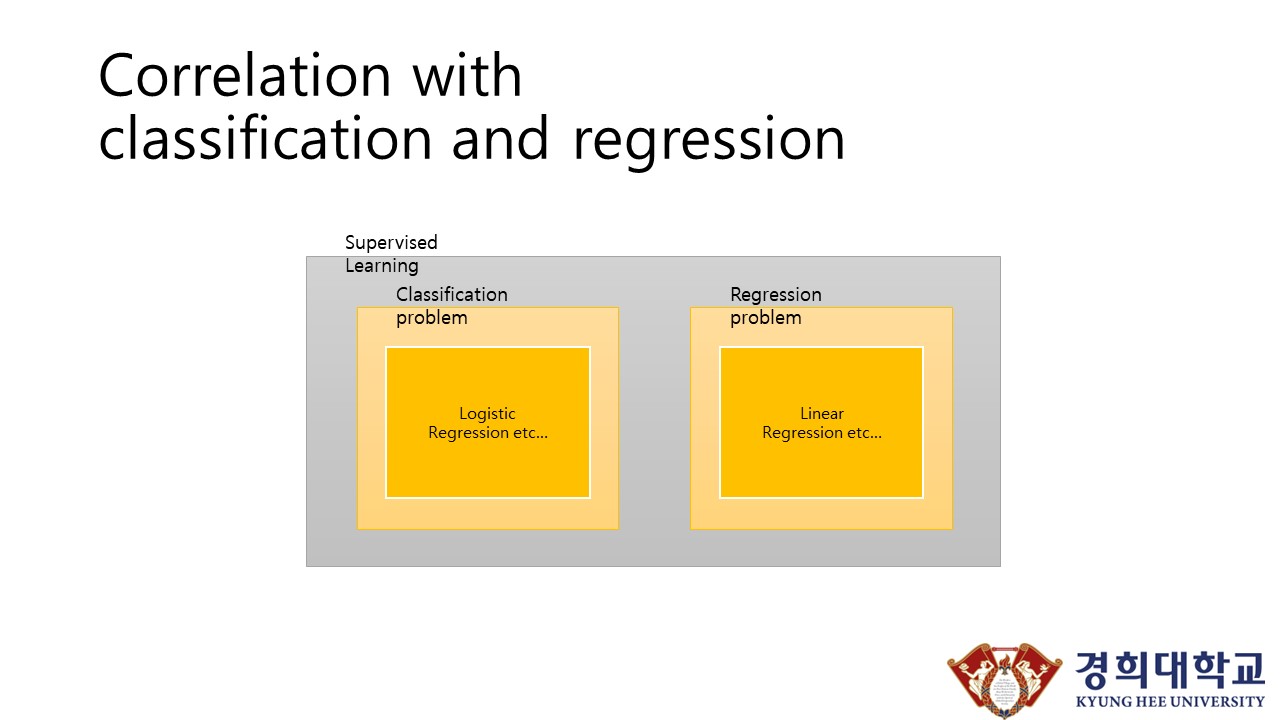 Correlation with
classification and regression
Supervised
Learning
Classification
problem
Regression
problem
Logistic
Regression etc...
Linear
Regression etc...
경희대학교
KYUNG HEE UNIVERSITY